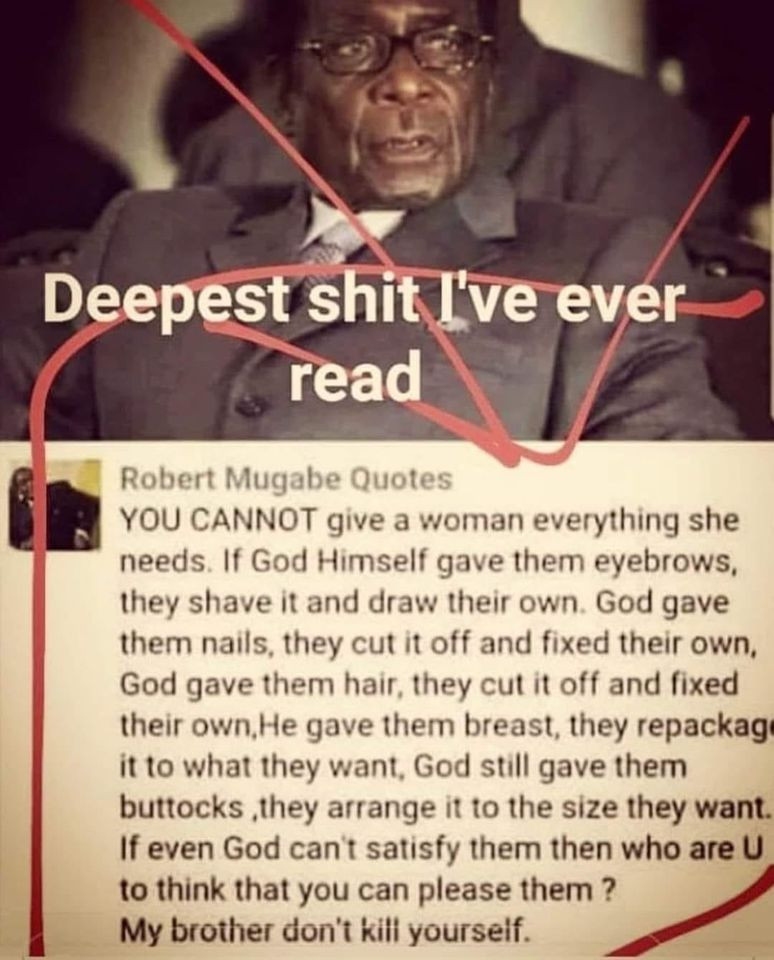 Deepest shit I've ever
read
Robert Mugabe Quotes
YOU CANNOT give a woman everything she
needs. If God Himself gave them eyebrows,
they shave it and draw their own. God gave
them nails, they cut it off and fixed their own,
God gave them hair, they cut it off and fixed
their own,He gave them breast, they repackage
it to what they want, God still gave them
buttocks ,they arrange it to the size they want.
If even God can't satisfy them then who are U
to think that you can please them ?
My brother don't kill yourself.